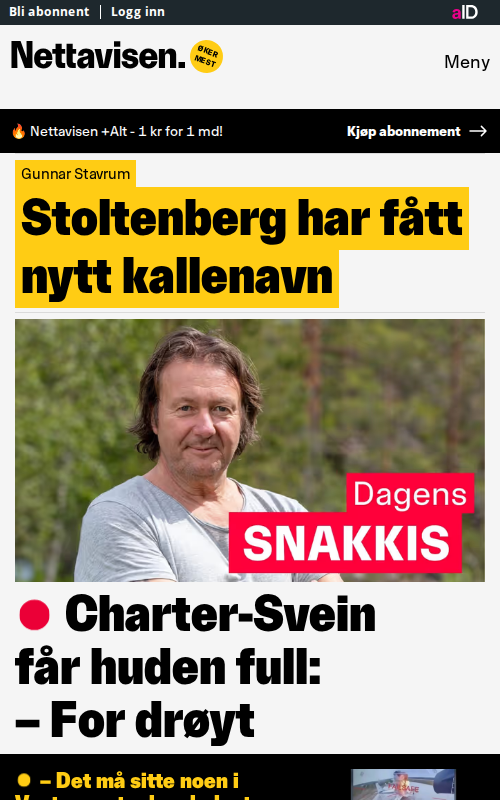 Bli abonnent
Logg inn
aID
Nettavisen.
ØKER
MEST
Meny
🔥 Nettavisen +Alt - 1 kr for 1 md!
Kjøp abonnement →
Gunnar Stavrum
Stoltenberg har fått
nytt kallenavn
Dagens
SNAKKIS
Charter-Svein
får huden full:
– For drøyt
– Det må sitte noen i